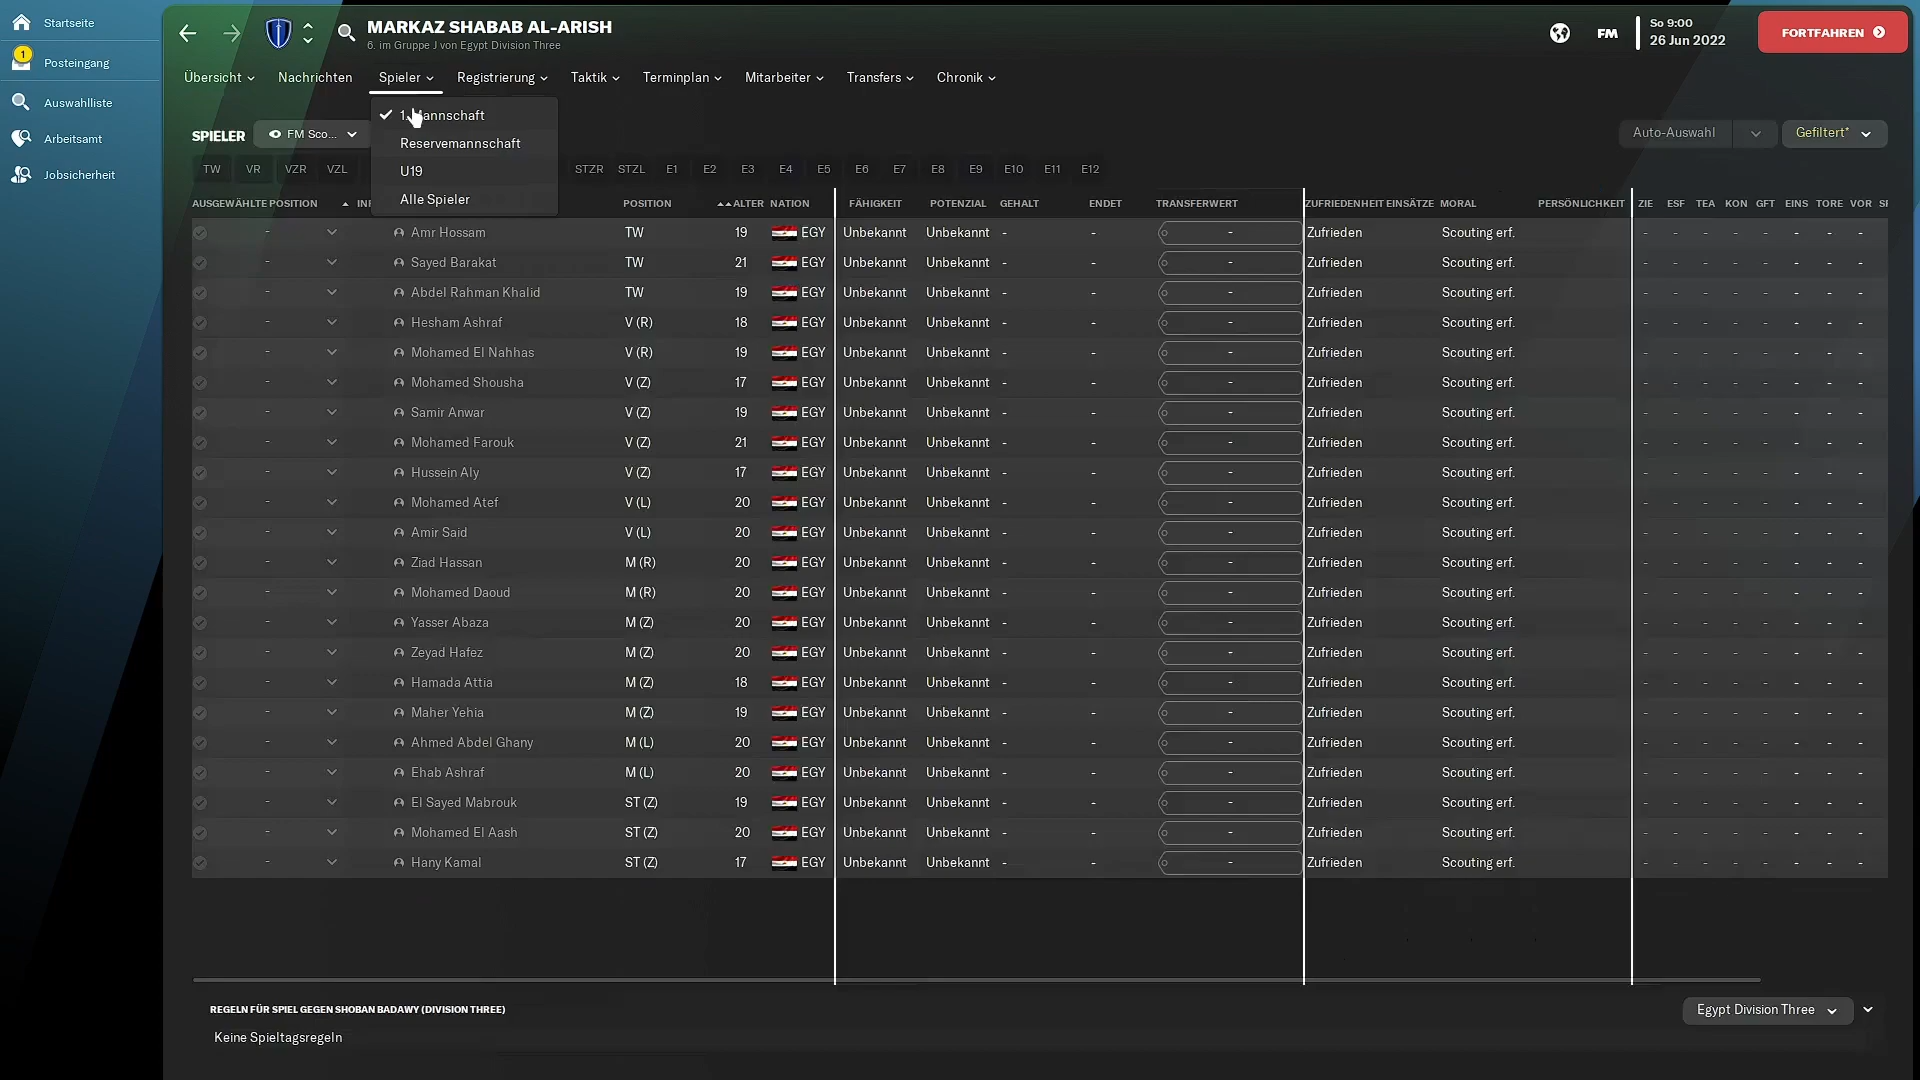 Startseite
1
Posteingang
Auswahlliste
Arbeitsamt
Jobsicherheit
MARKAZ SHABAB AL-ARISH
6. im Gruppe J von Egypt Division Three
FM
So 9:00
26 Jun 2022
FORTFAHREN
Übersicht Nachrichten Spieler Registrierung Taktik Terminplan Mitarbeiter Transfers Chronik
1. Mannschaft
Reservemannschaft
U19
Alle Spieler
SPIELER FM Sco... Auto-Auswahl Gefiltert*
TW VR VZR VZL STZR STZL E1 E2 E3 E4 E5 E6 E7 E8 E9 E10 E11 E12
AUSGEWÄHLTE POSITION POSITION ALTER NATION FÄHIGKEIT POTENZIAL GEHALT ENDET TRANSFERWERT ZUFRIEDENHEIT EINSÄTZE MORAL PERSÖNLICHKEIT ZIE ESF TEA KON GFT EINS TORE VOR
- Amr Hossam TW 19 EGY Unbekannt Unbekannt - - - Zufrieden Scouting erf. - - - - - - - - -
- Sayed Barakat TW 21 EGY Unbekannt Unbekannt - - - Zufrieden Scouting erf. - - - - - - - - -
- Abdel Rahman Khalid TW 19 EGY Unbekannt Unbekannt - - - Zufrieden Scouting erf. - - - - - - - - -
- Hesham Ashraf V (R) 18 EGY Unbekannt Unbekannt - - - Zufrieden Scouting erf. - - - - - - - - -
- Mohamed El Nahhas V (R) 19 EGY Unbekannt Unbekannt - - - Zufrieden Scouting erf. - - - - - - - - -
- Mohamed Shousha V (Z) 17 EGY Unbekannt Unbekannt - - - Zufrieden Scouting erf. - - - - - - - - -
- Samir Anwar V (Z) 19 EGY Unbekannt Unbekannt - - - Zufrieden Scouting erf. - - - - - - - - -
- Mohamed Farouk V (Z) 21 EGY Unbekannt Unbekannt - - - Zufrieden Scouting erf. - - - - - - - - -
- Hussein Aly V (Z) 17 EGY Unbekannt Unbekannt - - - Zufrieden Scouting erf. - - - - - - - - -
- Mohamed Atef V (L) 20 EGY Unbekannt Unbekannt - - - Zufrieden Scouting erf. - - - - - - - - -
- Amir Said V (L) 20 EGY Unbekannt Unbekannt - - - Zufrieden Scouting erf. - - - - - - - - -
- Ziad Hassan M (R) 20 EGY Unbekannt Unbekannt - - - Zufrieden Scouting erf. - - - - - - - - -
- Mohamed Daoud M (R) 20 EGY Unbekannt Unbekannt - - - Zufrieden Scouting erf. - - - - - - - - -
- Yasser Abaza M (Z) 20 EGY Unbekannt Unbekannt - - - Zufrieden Scouting erf. - - - - - - - - -
- Zeyad Hafez M (Z) 20 EGY Unbekannt Unbekannt - - - Zufrieden Scouting erf. - - - - - - - - -
- Hamada Attia M (Z) 18 EGY Unbekannt Unbekannt - - - Zufrieden Scouting erf. - - - - - - - - -
- Maher Yehia M (Z) 19 EGY Unbekannt Unbekannt - - - Zufrieden Scouting erf. - - - - - - - - -
- Ahmed Abdel Ghany M (L) 20 EGY Unbekannt Unbekannt - - - Zufrieden Scouting erf. - - - - - - - - -
- Ehab Ashraf M (L) 20 EGY Unbekannt Unbekannt - - - Zufrieden Scouting erf. - - - - - - - - -
- El Sayed Mabrouk ST (Z) 19 EGY Unbekannt Unbekannt - - - Zufrieden Scouting erf. - - - - - - - - -
- Mohamed El Aash ST (Z) 20 EGY Unbekannt Unbekannt - - - Zufrieden Scouting erf. - - - - - - - - -
- Hany Kamal ST (Z) 17 EGY Unbekannt Unbekannt - - - Zufrieden Scouting erf. - - - - - - - - -
REGELN FÜR SPIEL GEGEN SHOBAN BADAWY (DIVISION THREE)
Egypt Division Three
Keine Spieltagsregeln